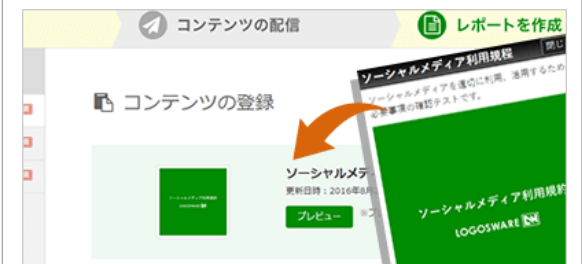 コンテンツの配信
レポートを作成
コンテンツの登録
ソーシャルメデ
更新日時：2016年8月
プレビュー
ソーシャルメディア利用規程
閉じ
ソーシャルメディアを適切に利用、活用するため
必要事項の確認テストです。
ソーシャルメディア利用規約
LOGOSWARE